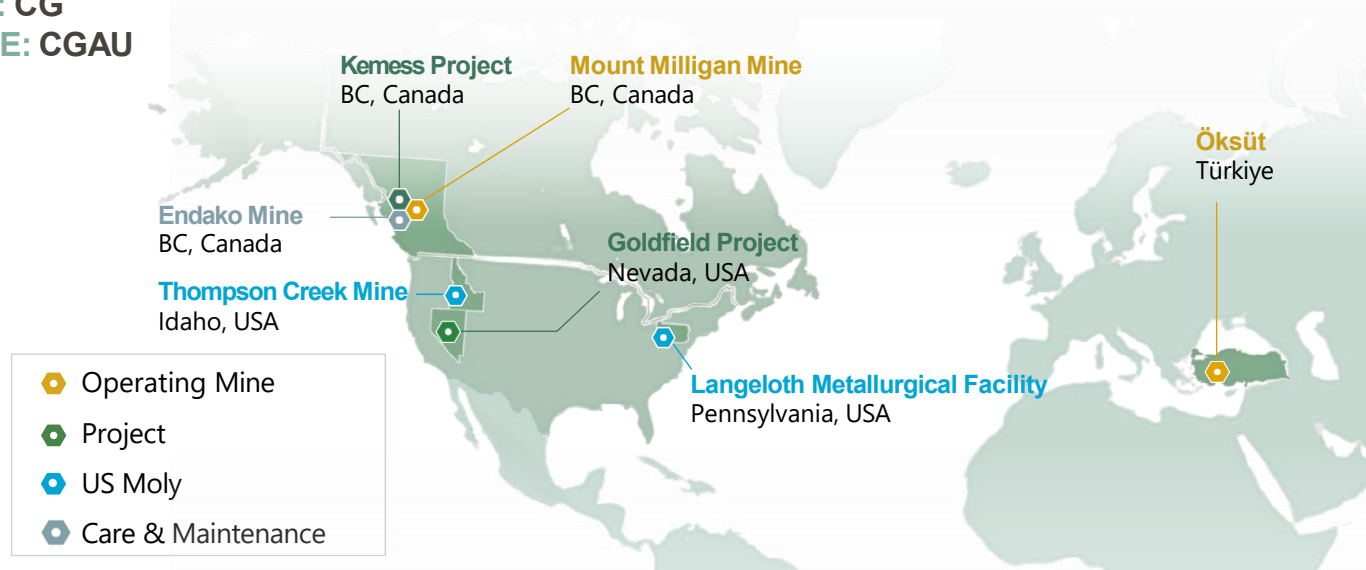 : CG
E: CGAU
Kemess Project
BC, Canada
Mount Milligan Mine
BC, Canada
Öksüt
Türkiye
Endako Mine
BC, Canada
Goldfield Project
Nevada, USA
Thompson Creek Mine
Idaho, USA
Langeloth Metallurgical Facility
Pennsylvania, USA
Operating Mine
Project
US Moly
Care & Maintenance